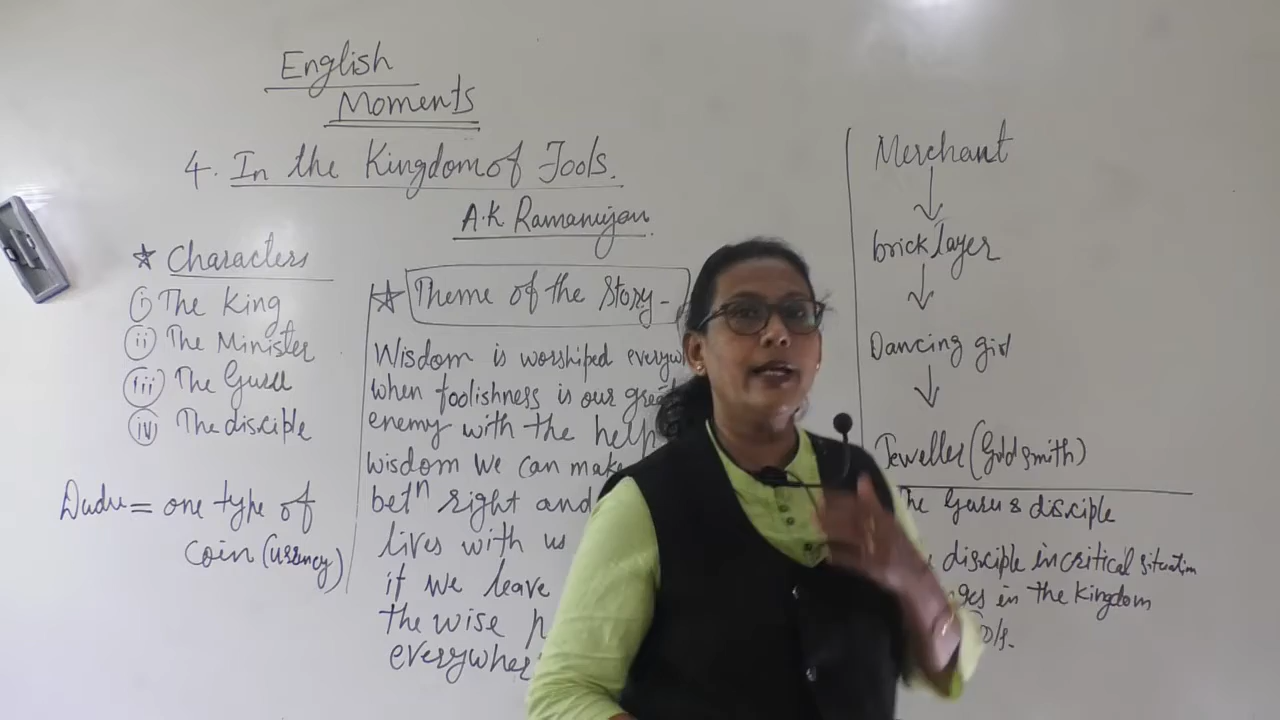 English
Moments
4. In the Kingdom of Fools.
A.K Ramanujan.
☆ Characters
(i) The King
(ii) The Minister
(iii) The Guru
(iv) The disciple
Dudu = one type of
coin (currency)
☆ Theme of the Story-
Wisdom is worshiped
when foolishness is our
enemy with the help
wisdom we can make
betn right and
lives with us
if we leave
the wise
Merchant
↓
bricklayer
↓
Dancing girl
↓
Jeweller (Goldsmith)
Guru & disciple
disciple in critical situation
in the Kingdom